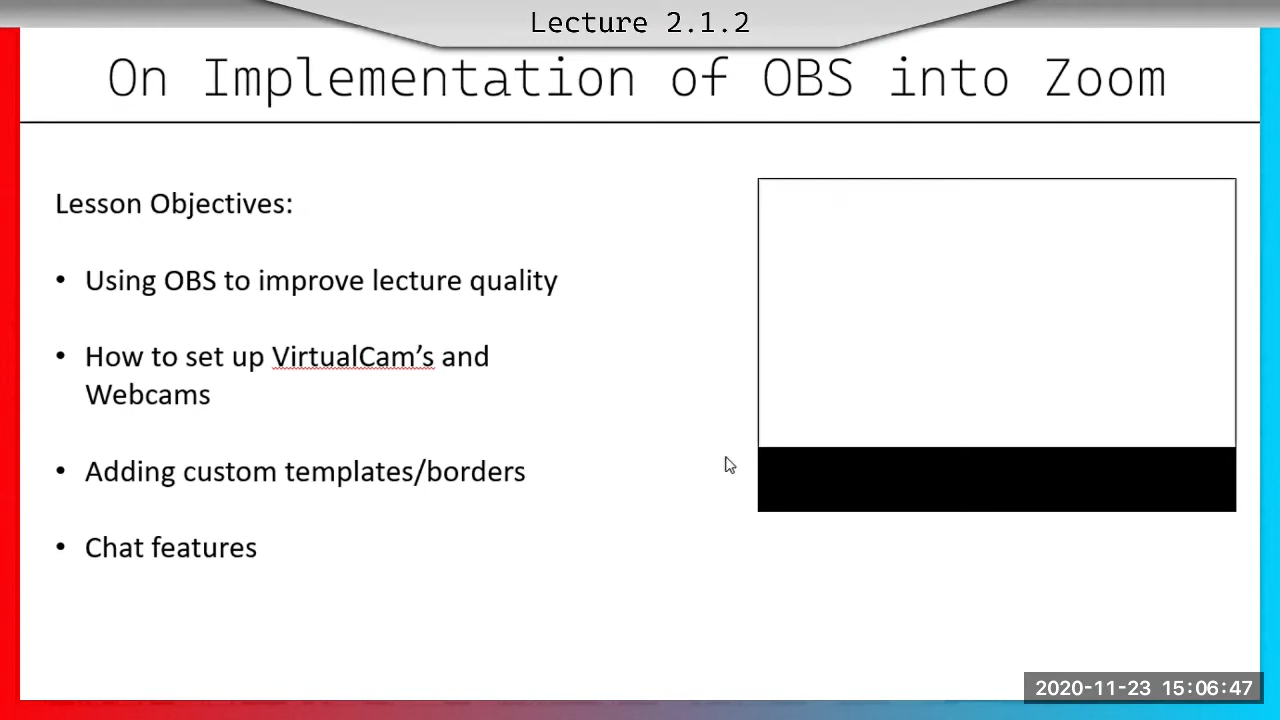 Lecture 2.1.2
On Implementation of OBS into Zoom
Lesson Objectives:
• Using OBS to improve lecture quality
• How to set up VirtualCam’s and
Webcams
• Adding custom templates/borders
• Chat features
2020-11-23 15:06:47